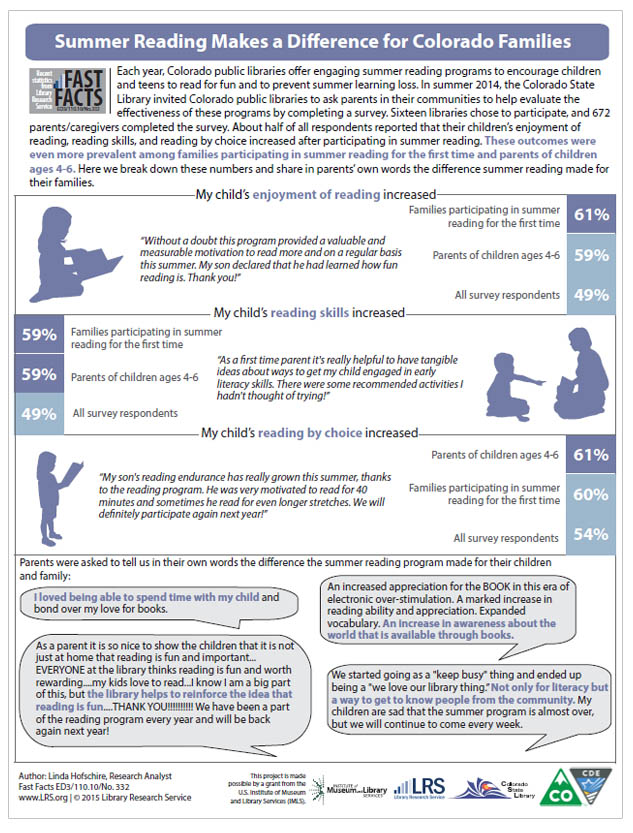 Summer Reading Makes a Difference for Colorado Families
Recent
statistics
from
Library
Research
Service
FAST
FACTS
ED3/110.10/No. 332
Each year, Colorado public libraries offer engaging summer reading programs to encourage children
and teens to read for fun and to prevent summer learning loss. In summer 2014, the Colorado State
Library invited Colorado public libraries to ask parents in their communities to help evaluate the
effectiveness of these programs by completing a survey. Sixteen libraries chose to participate, and 672
parents/caregivers completed the survey. About half of all respondents reported that their children's enjoyment of
reading, reading skills, and reading by choice increased after participating in summer reading. These outcomes were
even more prevalent among families participating in summer reading for the first time and parents of children
ages 4-6. Here we break down these numbers and share in parents' own words the difference summer reading made for
their families.
My child's enjoyment of reading increased
"Without a doubt this program provided a valuable and
measurable motivation to read more and on a regular basis
this summer. My son declared that he had learned how fun
reading is. Thank you!"
Families participating in summer
reading for the first time
61%
Parents of children ages 4-6
59%
All survey respondents
49%
My child's reading skills increased
59%
Families participating in summer
reading for the first time
59%
Parents of children ages 4-6
49%
All survey respondents
"As a first time parent it's really helpful to have tangible
ideas about ways to get my child engaged in early
literacy skills. There were some recommended activities I
hadn't thought of trying!"
My child's reading by choice increased
"My son's reading endurance has really grown this summer, thanks
to the reading program. He was very motivated to read for 40
minutes and sometimes he read for even longer stretches. We will
definitely participate again next year!"
Parents of children ages 4-6
61%
Families participating in summer
reading for the first time
60%
All survey respondents
54%
Parents were asked to tell us in their own words the difference the summer reading program made for their children
and family:
I loved being able to spend time with my child and
bond over my love for books.
An increased appreciation for the BOOK in this era of
electronic over-stimulation. A marked increase in
reading ability and appreciation. Expanded
vocabulary. An increase in awareness about the
world that is available through books.
As a parent it is so nice to show the children that it is not
just at home that reading is fun and important...
EVERYONE at the library thinks reading is fun and worth
rewarding....my kids love to read...I know I am a big part
of this, but the library helps to reinforce the idea that
reading is fun....THANK YOU!!!!!!!!!!! We have been a part
of the reading program every year and will be back
again next year!
We started going as a "keep busy" thing and ended up
being a "we love our library thing." Not only for literacy but
a way to get to know people from the community. My
children are sad that the summer program is almost over,
but we will continue to come every week.
Author: Linda Hofschire, Research Analyst
Fast Facts ED3/110.10/No. 332
www.LRS.org | © 2015 Library Research Service
This project is made
possible by a grant from the
U.S. Institute of Museum
and Library Services (IMLS).
INSTITUTE of
Museum and Library
SERVICES
LRS
Library Research Service
Colorado
State Library
CO
CDE